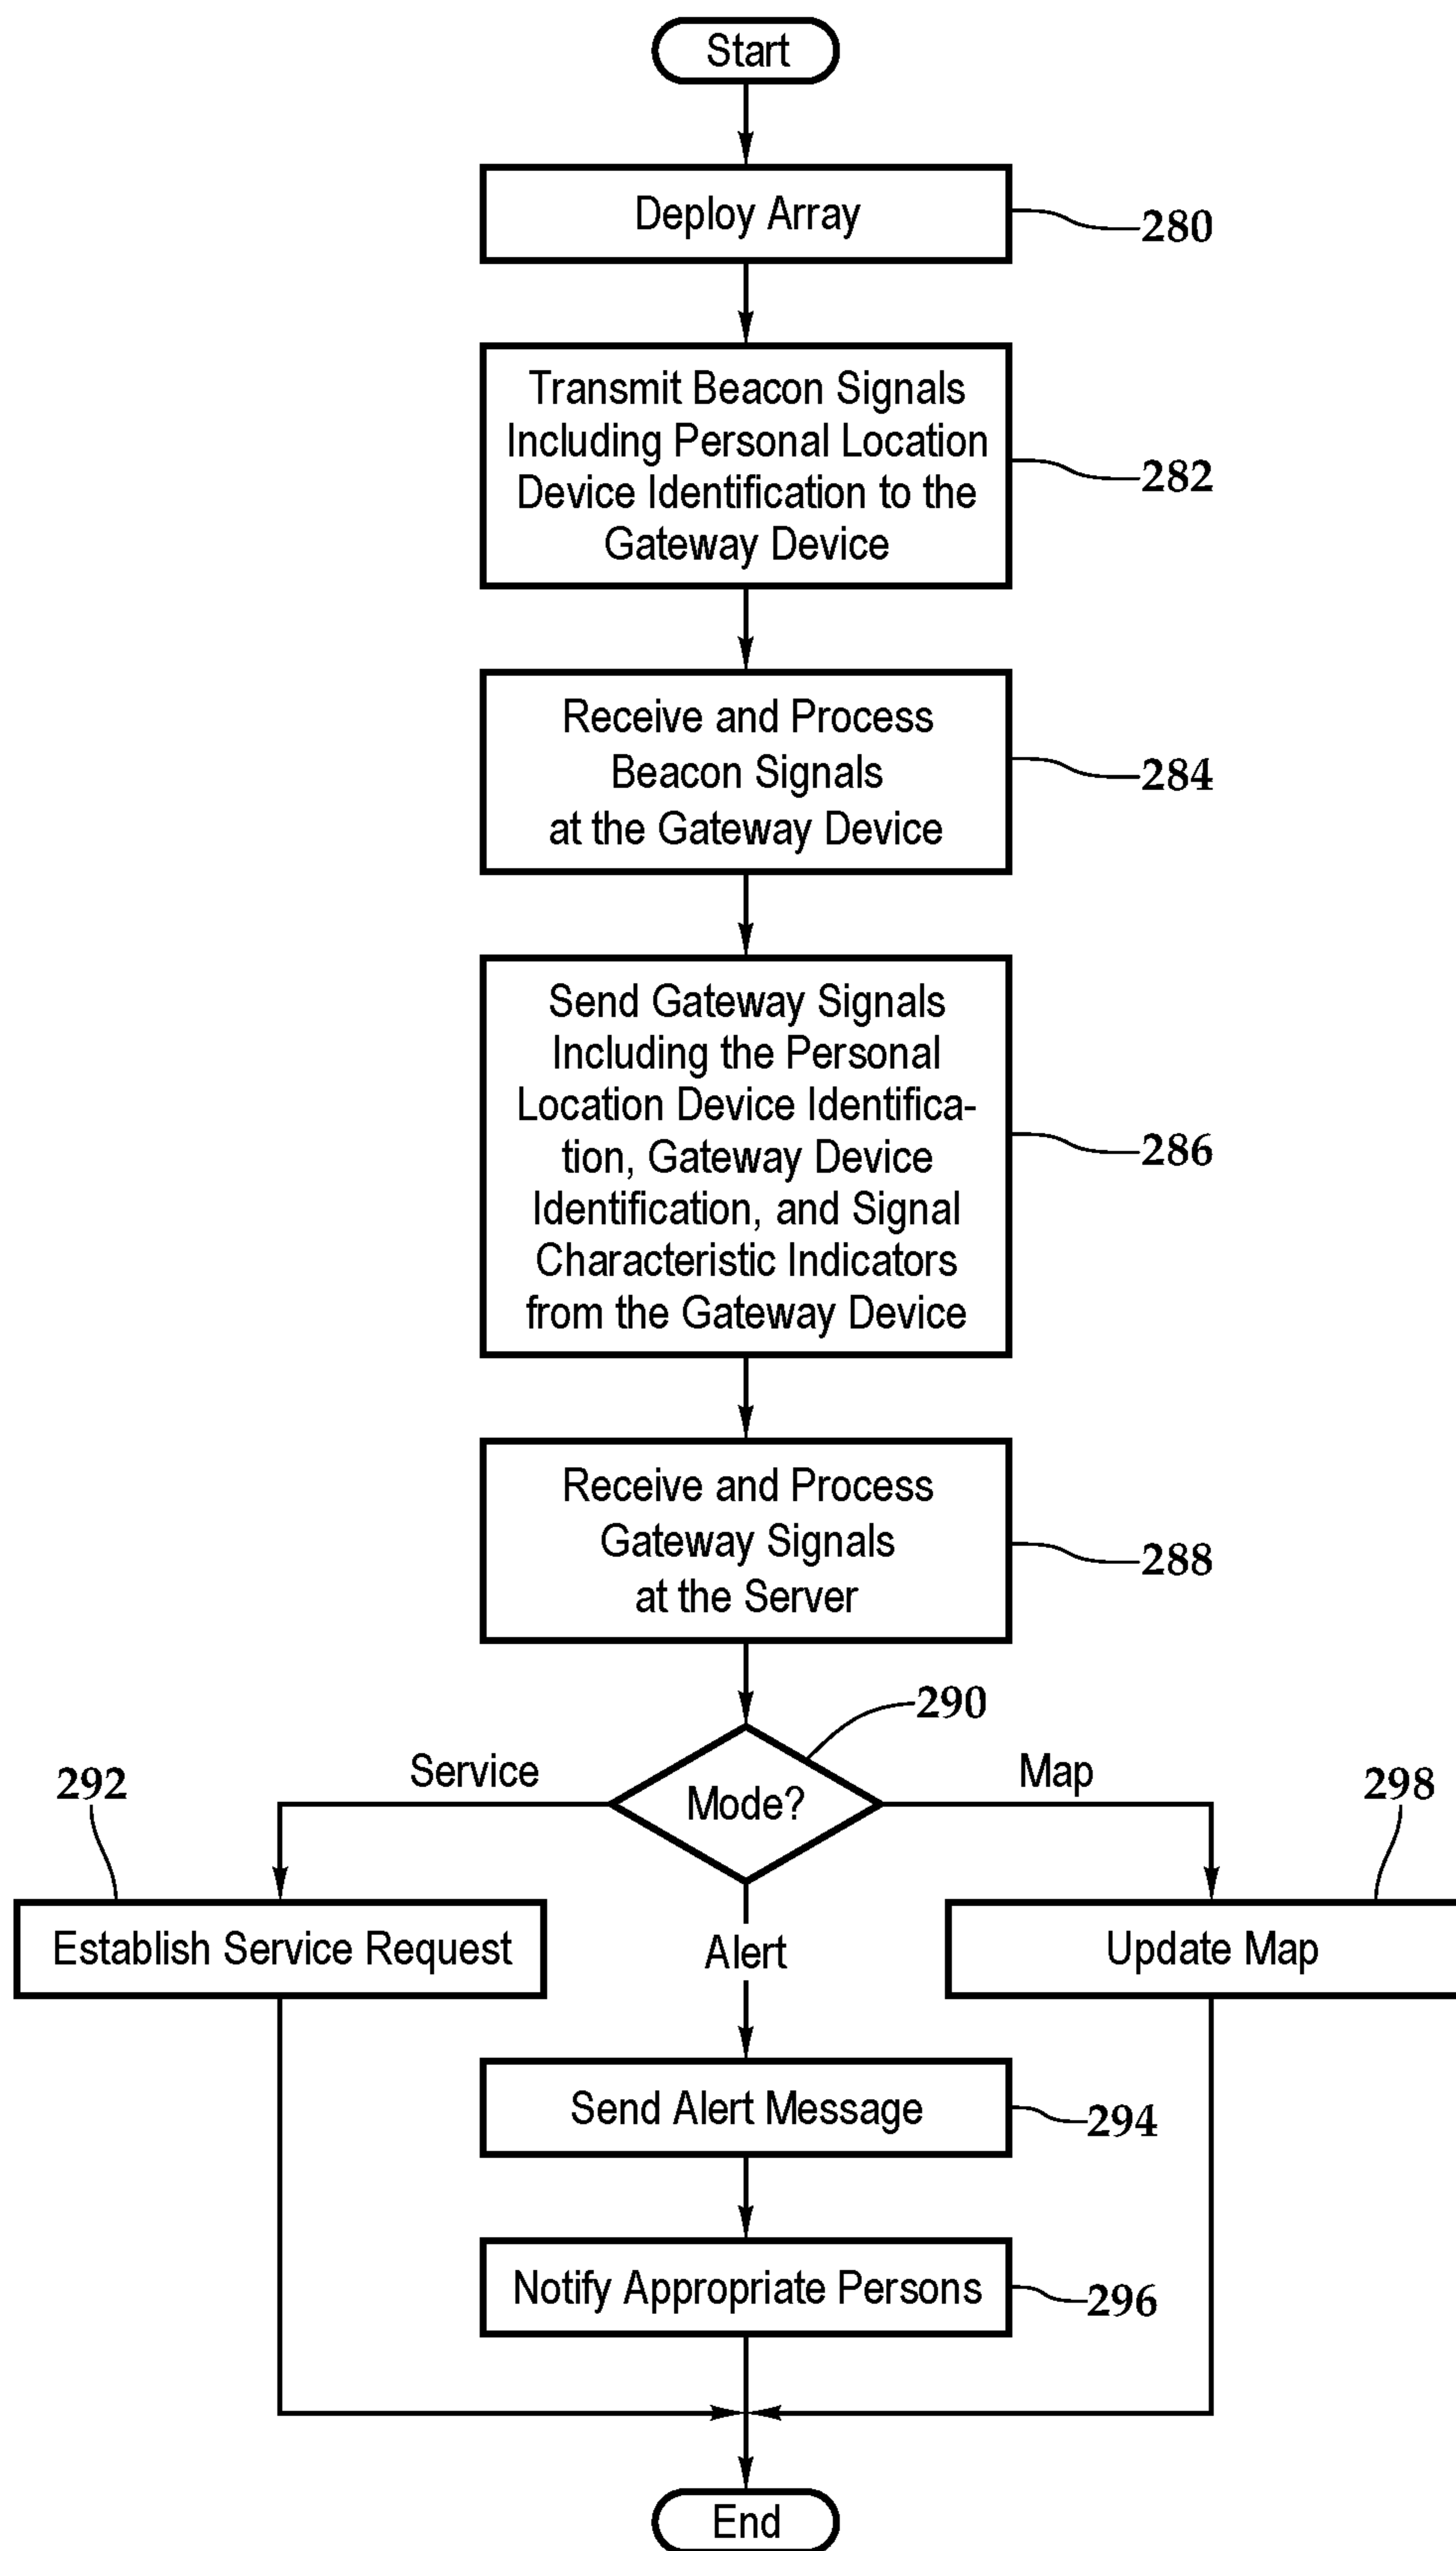 Start
Deploy Array
280
Transmit Beacon Signals
Including Personal Location
Device Identification to the
Gateway Device
282
Receive and Process
Beacon Signals
at the Gateway Device
284
Send Gateway Signals
Including the Personal
Location Device Identifica-
tion, Gateway Device
Identification, and Signal
Characteristic Indicators
from the Gateway Device
286
Receive and Process
Gateway Signals
at the Server
288
290
Mode?
Service
Map
292
298
Establish Service Request
Alert
Update Map
Send Alert Message
294
Notify Appropriate Persons
296
End